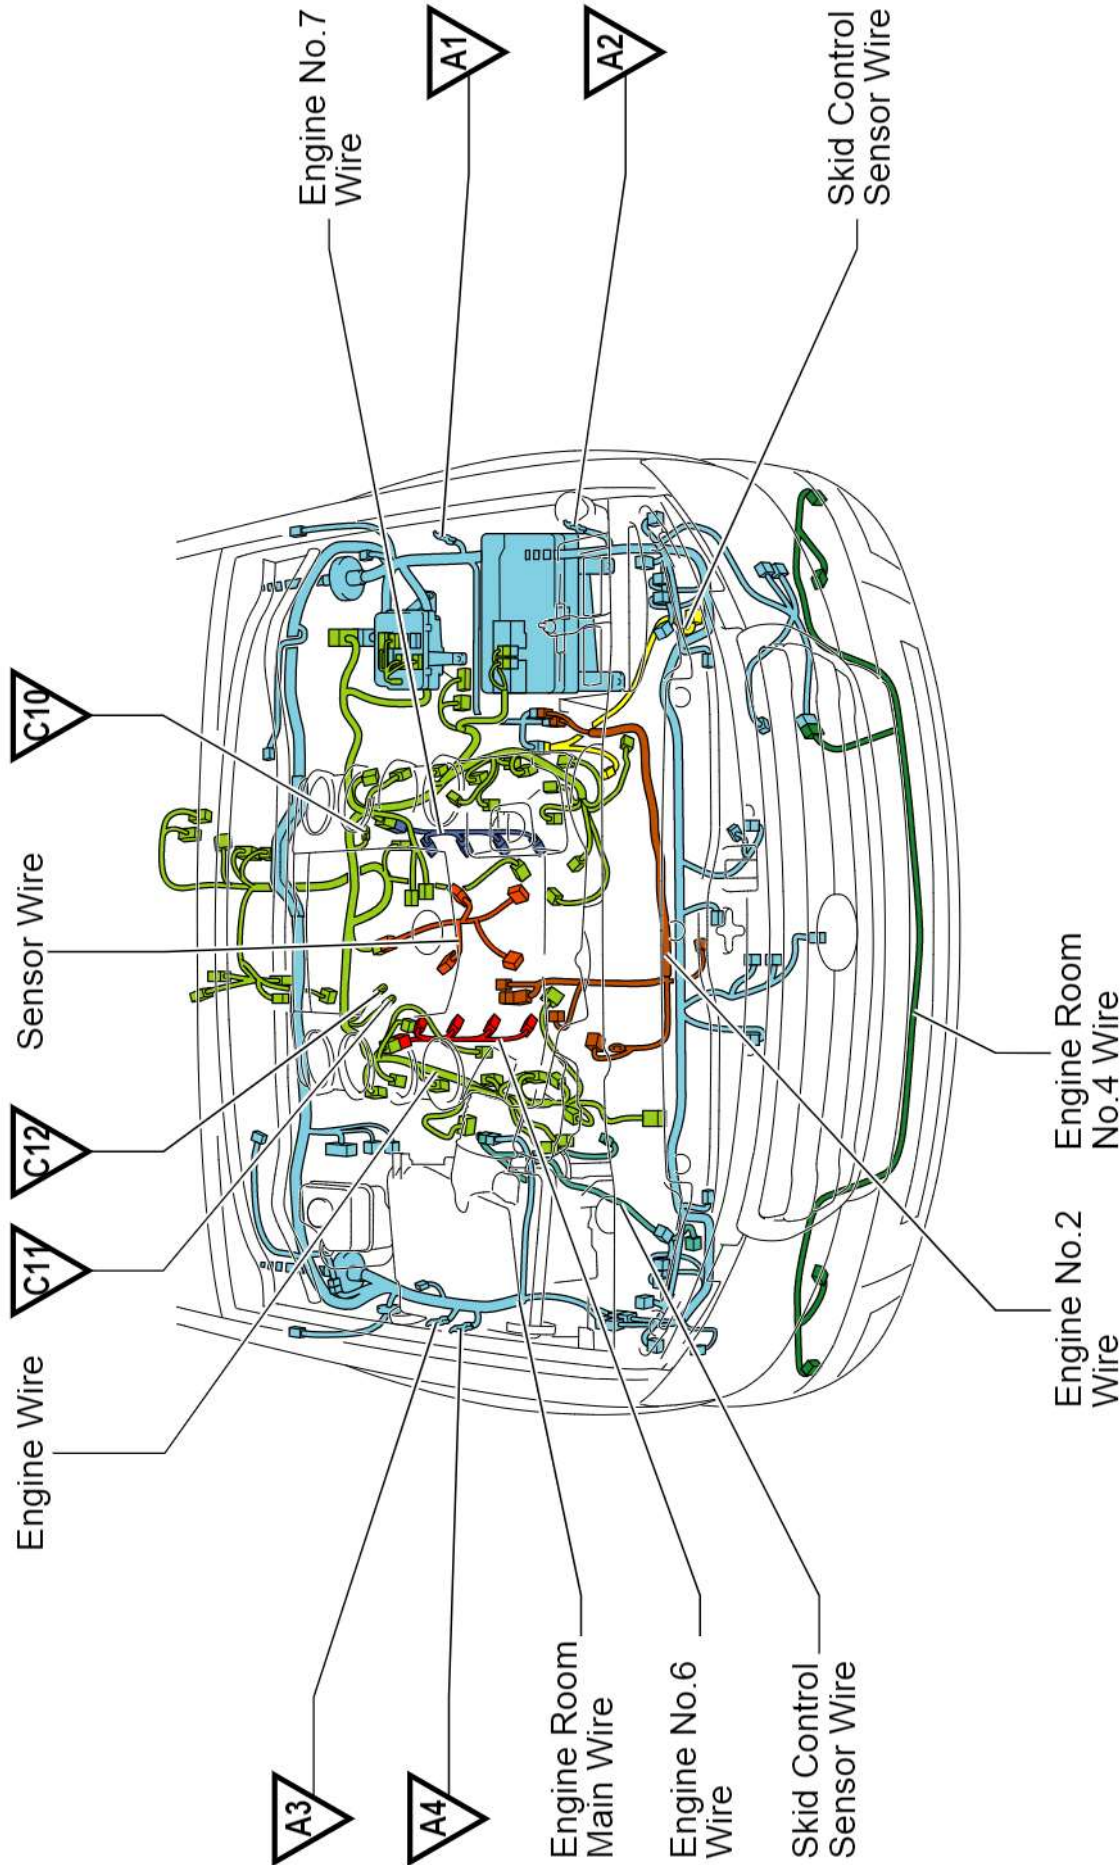 Engine Wire
C11
C12
Sensor Wire
C10
Engine No.7
Wire
A1
A2
Skid Control
Sensor Wire
A3
A4
Engine Room
Main Wire
Engine No.6
Wire
Skid Control
Sensor Wire
Engine No.2
Wire
Engine Room
No.4 Wire